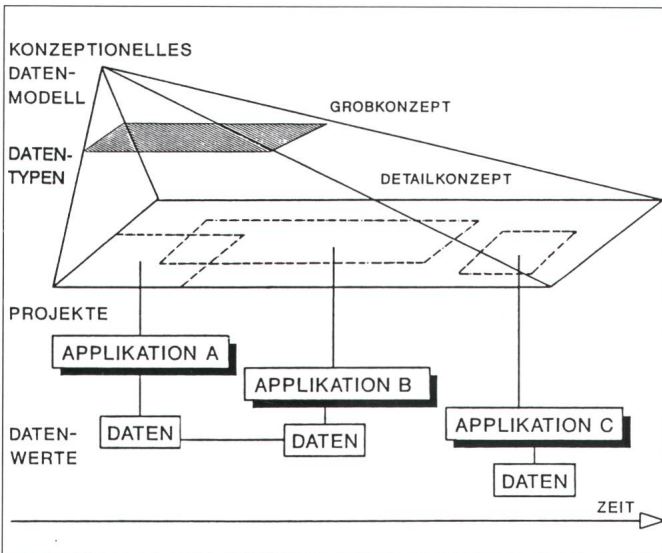 KONZEPTIONELLES
DATEN-
MODELL
GROBKONZEPT
DATEN-
TYPEN
DETAILKONZEPT
PROJEKTE
APPLIKATION A
APPLIKATION B
APPLIKATION C
DATEN-
WERTE
DATEN
DATEN
DATEN
ZEIT